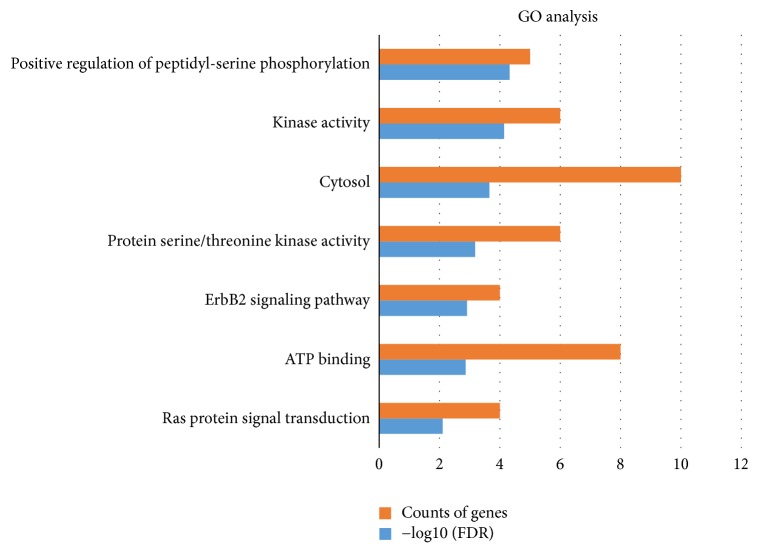 GO analysis
Positive regulation of peptidyl-serine phosphorylation
Kinase activity
Cytosol
Protein serine/threonine kinase activity
ErbB2 signaling pathway
ATP binding
Ras protein signal transduction
0 2 4 6 8 10 12
Counts of genes
−log10 (FDR)